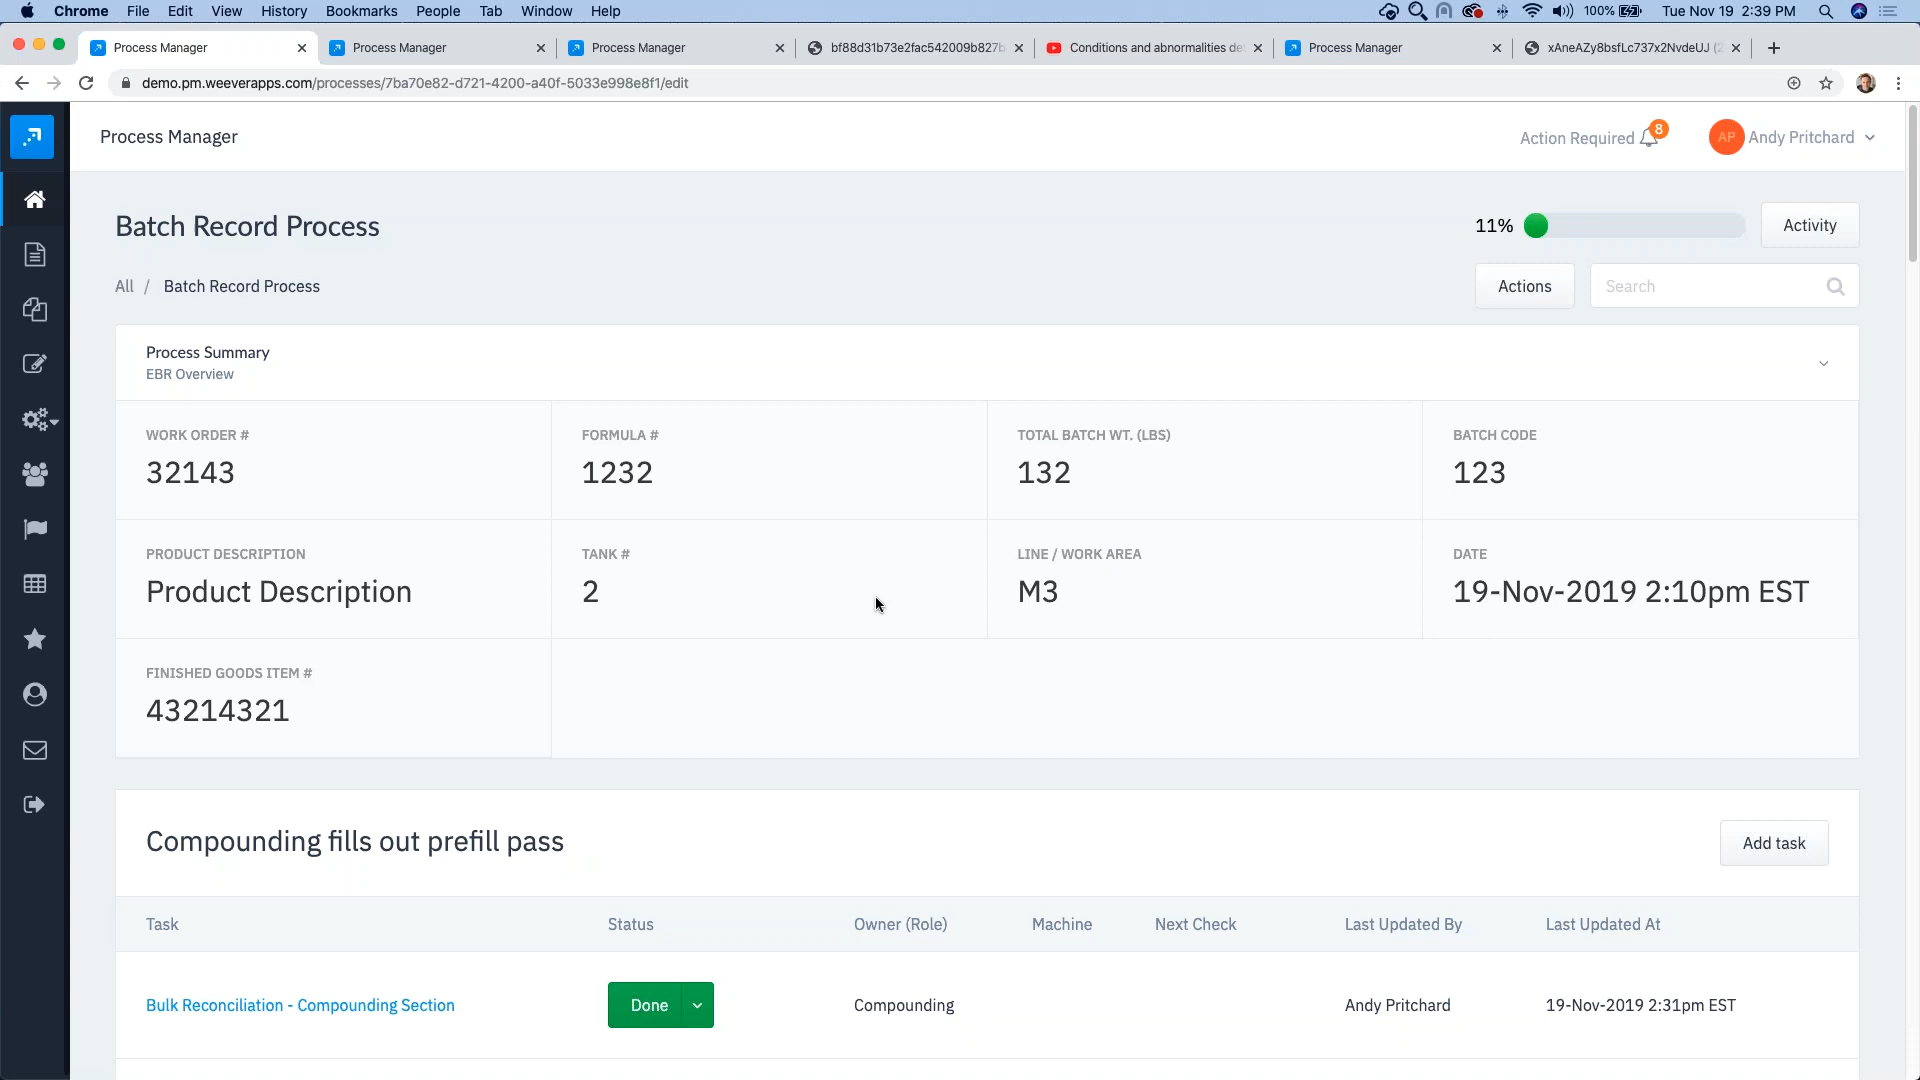 Chrome File Edit View History Bookmarks People Tab Window Help 100% Tue Nov 19 2:39 PM
Process Manager Process Manager Process Manager bf88d31b73e2fac542009b827b Conditions and abnormalities de Process Manager xAneAZy8bsfLc737x2NvdeUJ (2
demo.pm.weeverapps.com/processes/7ba70e82-d721-4200-a40f-5033e998e8f1/edit
Process Manager Action Required 8 AP Andy Pritchard
Batch Record Process 11% Activity
All / Batch Record Process Actions Search
Process Summary
EBR Overview
WORK ORDER # FORMULA # TOTAL BATCH WT. (LBS) BATCH CODE
32143 1232 132 123
PRODUCT DESCRIPTION TANK # LINE / WORK AREA DATE
Product Description 2 M3 19-Nov-2019 2:10pm EST
FINISHED GOODS ITEM #
43214321
Compounding fills out prefill pass Add task
Task Status Owner (Role) Machine Next Check Last Updated By Last Updated At
Bulk Reconciliation - Compounding Section Done Compounding Andy Pritchard 19-Nov-2019 2:31pm EST